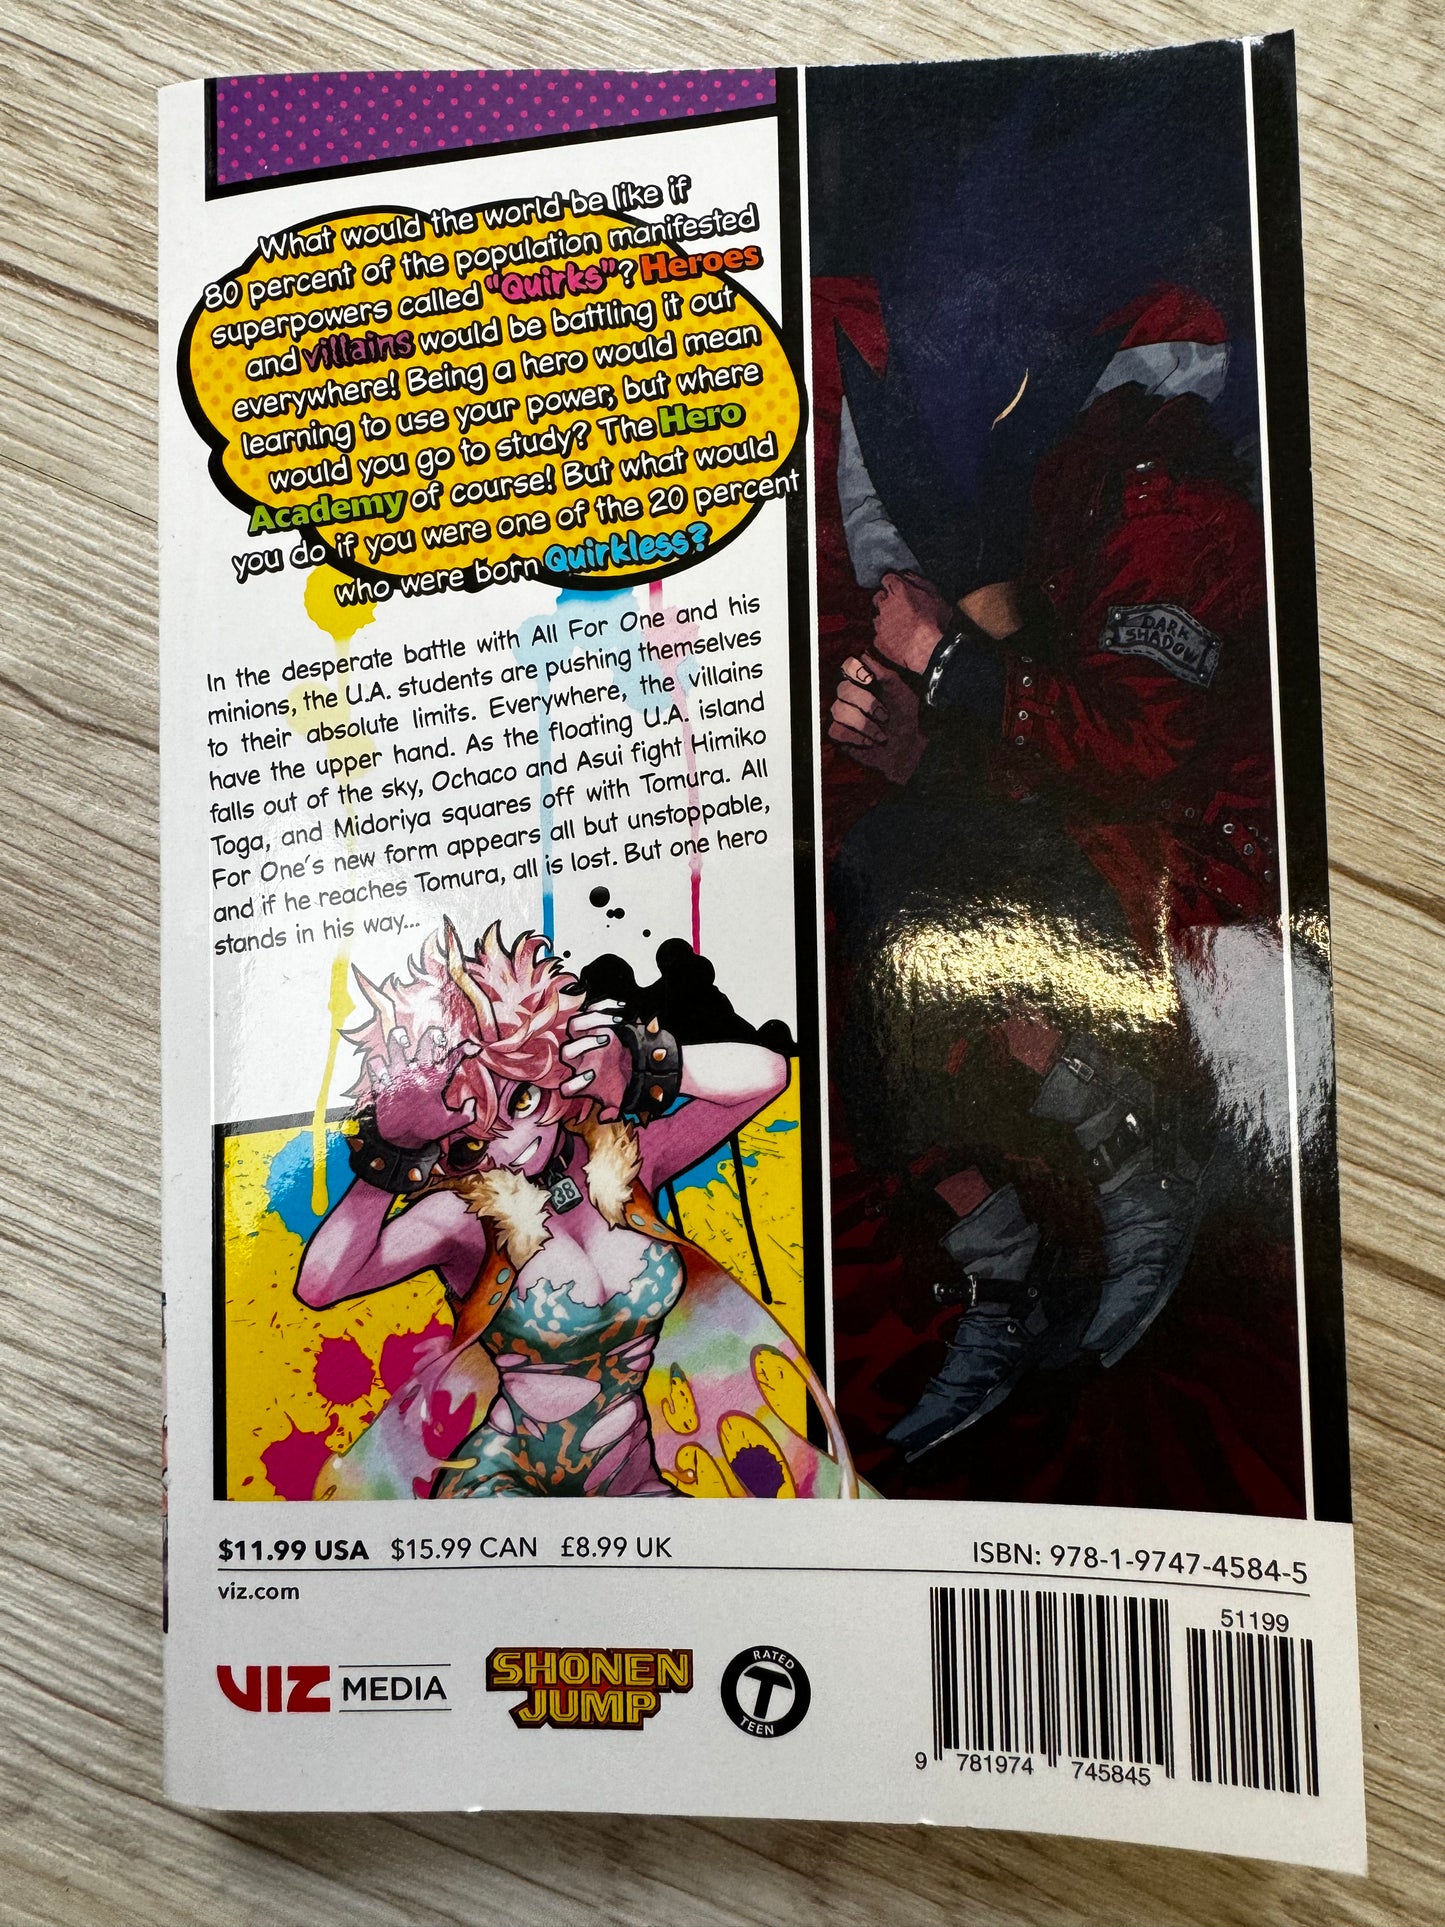 What would the world be like if
80 percent of the population manifested
superpowers called "Quirks"? Heroes
and villains would be battling it out
everywhere! Being a hero would mean
learning to use your power, but where
would you go to study? The Hero
Academy of course! But what would
you do if you were one of the 20 percent
who were born Quirkless?
In the desperate battle with All For One and his
minions, the U.A. students are pushing themselves
to their absolute limits. Everywhere, the villains
have the upper hand. As the floating U.A. island
falls out of the sky, Ochaco and Asui fight Himiko
Toga, and Midoriya squares off with Tomura. All
For One's new form appears all but unstoppable,
and if he reaches Tomura, all is lost. But one hero
stands in his way...
DARK
SHADOW
38
$11.99 USA $15.99 CAN £8.99 UK
ISBN: 978-1-9747-4584-5
viz.com
51199
VIZ MEDIA
SHONEN
JUMP
RATED
T
TEEN
9 781974 745845